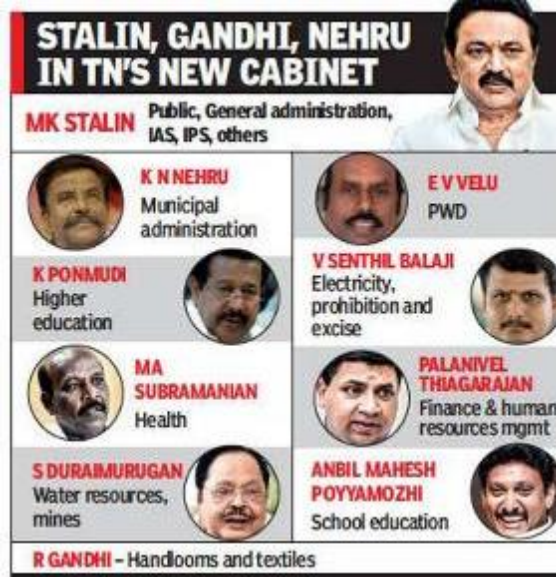 STALIN, GANDHI, NEHRU
IN TN'S NEW CABINET
MK STALIN Public, General administration,
IAS, IPS, others
K N NEHRU
Municipal
administration
E V VELU
PWD
K PONMUDI
Higher
education
V SENTHIL BALAJI
Electricity,
prohibition and
excise
MA
SUBRAMANIAN
Health
PALANIVEL
THIAGARAJAN
Finance & human
resources mgmt
S DURAIMURUGAN
Water resources,
mines
ANBIL MAHESH
POYYAMOZHI
School education
R GANDHI – Handlooms and textiles